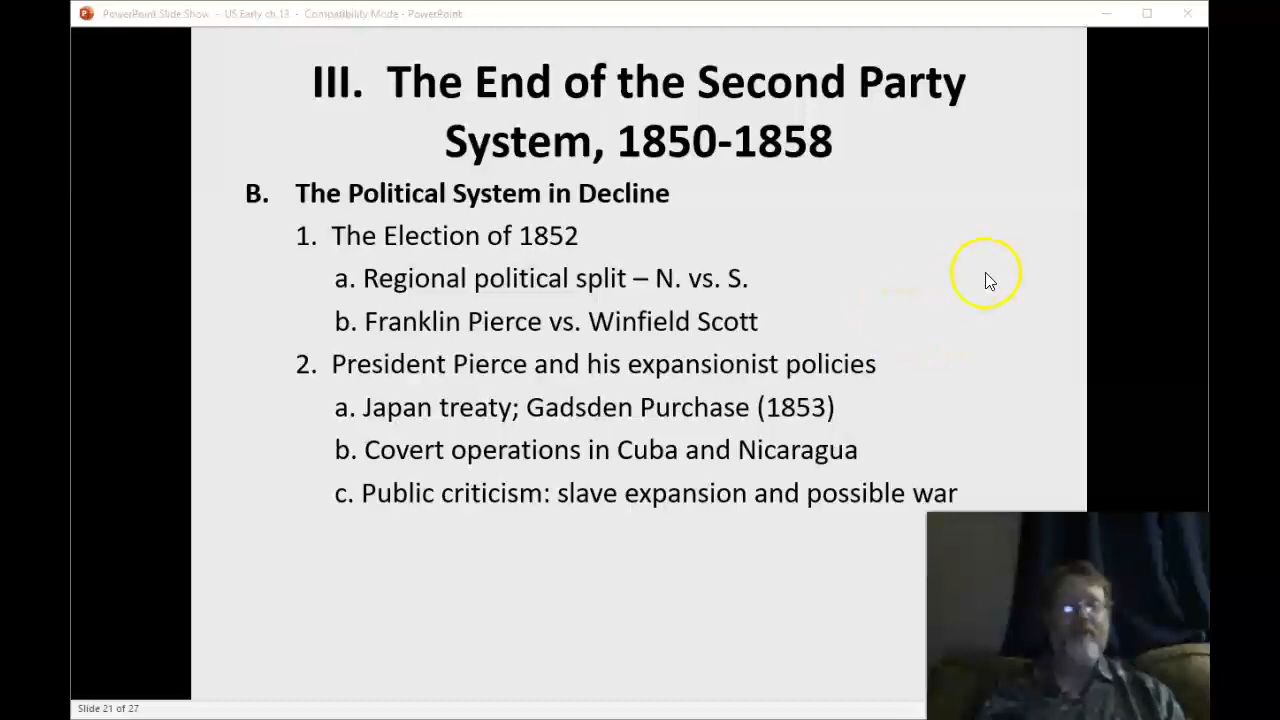 PowerPoint Slide Show - US Early ch 13 - Compatibility Mode - PowerPoint
III. The End of the Second Party
System, 1850-1858
B. The Political System in Decline
1. The Election of 1852
a. Regional political split – N. vs. S.
b. Franklin Pierce vs. Winfield Scott
2. President Pierce and his expansionist policies
a. Japan treaty; Gadsden Purchase (1853)
b. Covert operations in Cuba and Nicaragua
c. Public criticism: slave expansion and possible war
Slide 21 of 27